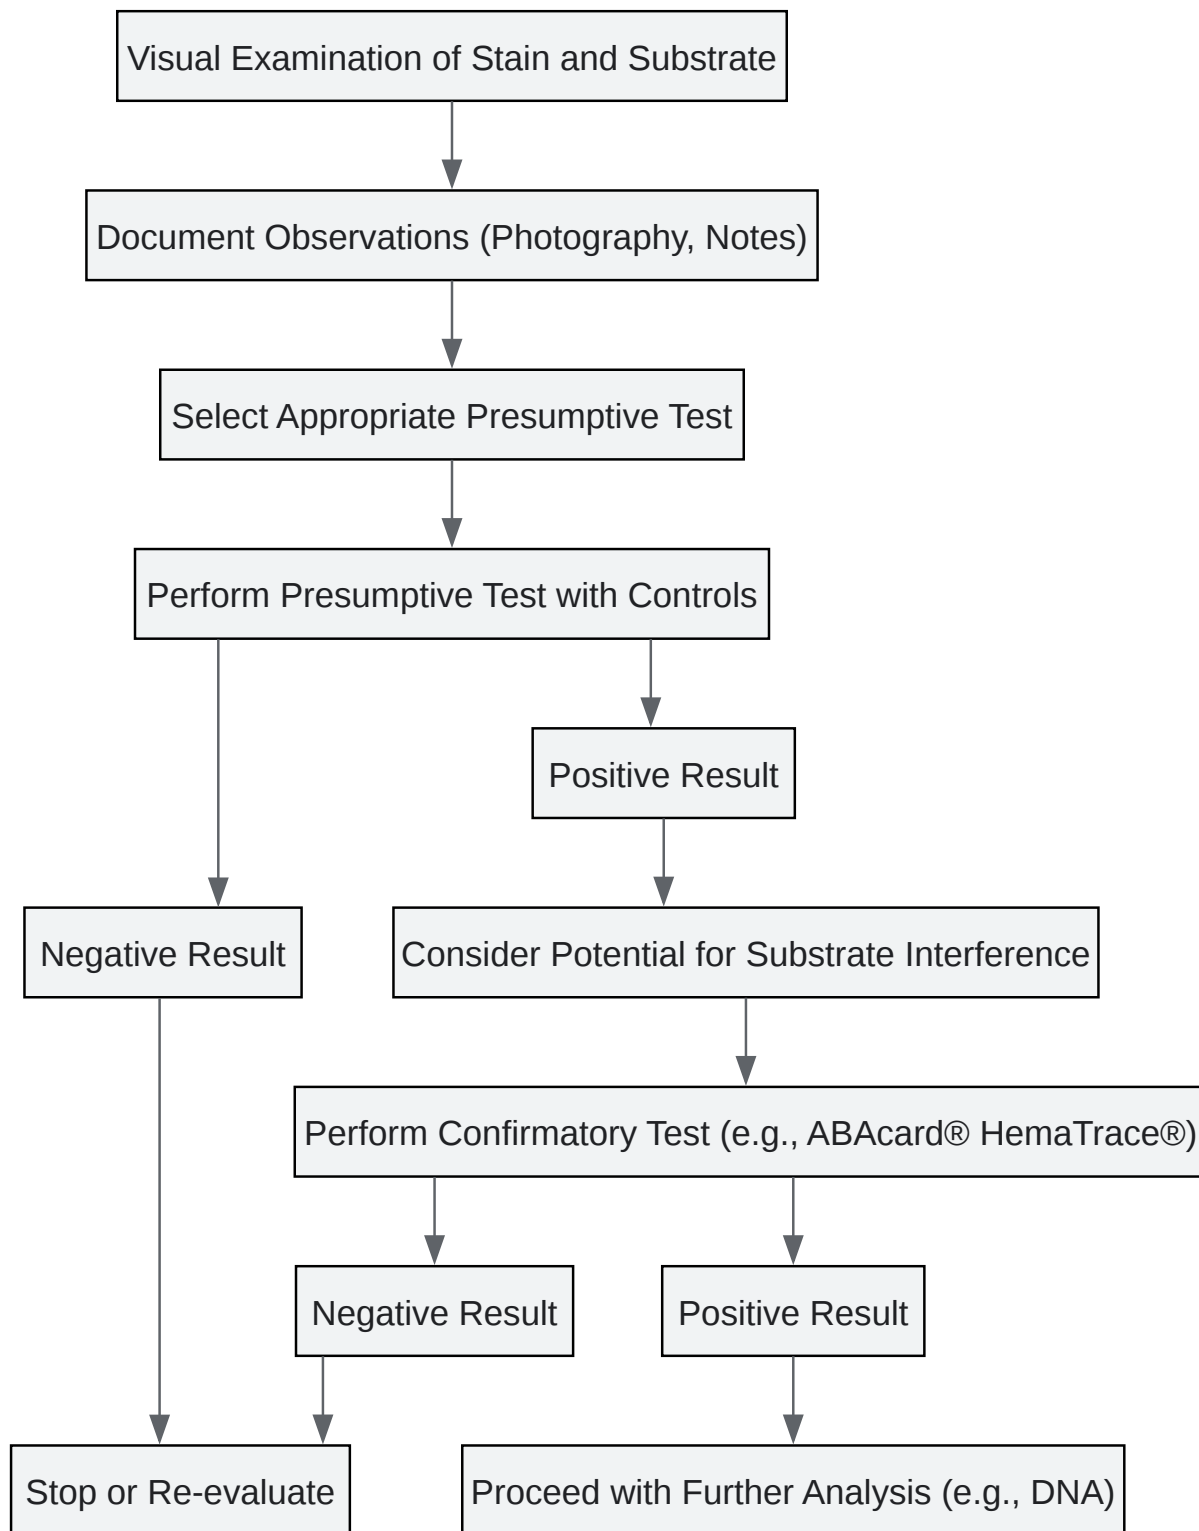 Visual Examination of Stain and Substrate
Document Observations (Photography, Notes)
Select Appropriate Presumptive Test
Perform Presumptive Test with Controls
Positive Result
Negative Result
Consider Potential for Substrate Interference
Perform Confirmatory Test (e.g., ABAcard® HemaTrace®)
Negative Result
Positive Result
Stop or Re-evaluate
Proceed with Further Analysis (e.g., DNA)